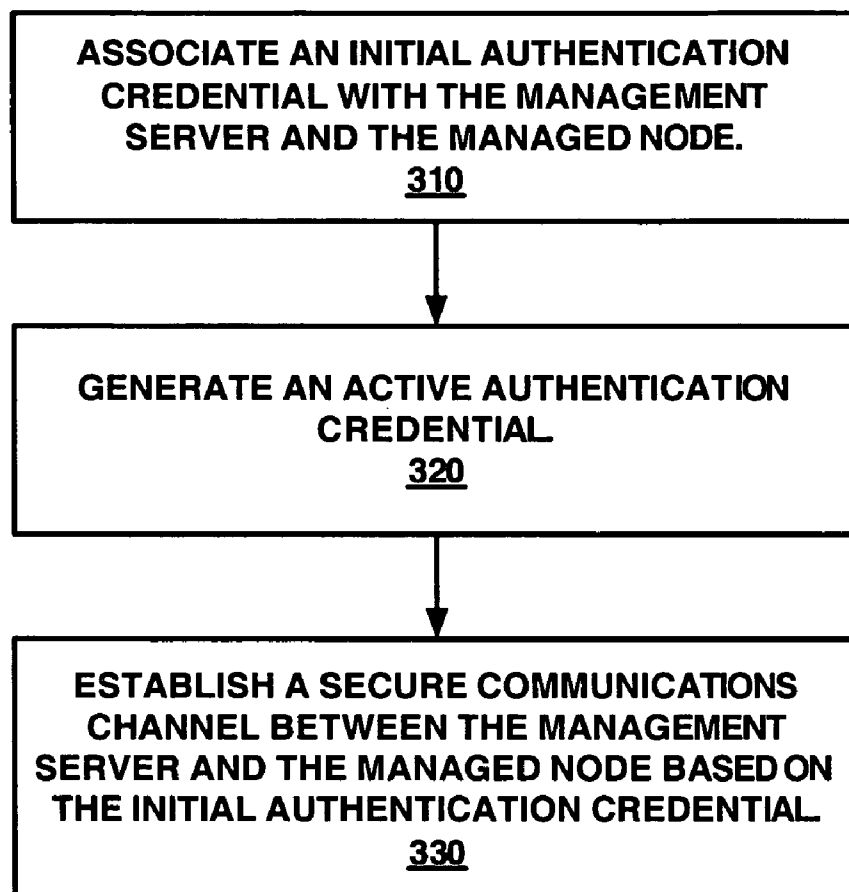 ASSOCIATE AN INITIAL AUTHENTICATION
CREDENTIAL WITH THE MANAGEMENT
SERVER AND THE MANAGED NODE.
310
GENERATE AN ACTIVE AUTHENTICATION
CREDENTIAL.
320
ESTABLISH A SECURE COMMUNICATIONS
CHANNEL BETWEEN THE MANAGEMENT
SERVER AND THE MANAGED NODE BASED ON
THE INITIAL AUTHENTICATION CREDENTIAL.
330